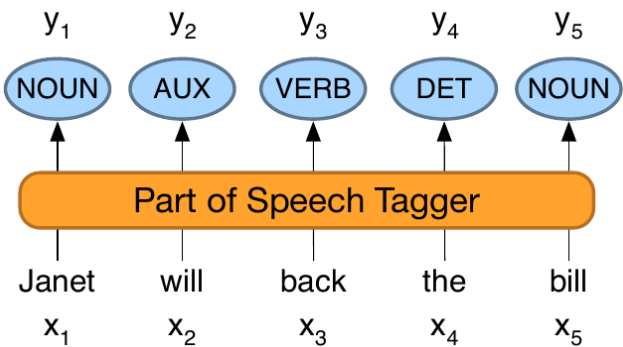 y₁ y₂ y₃ y₄ y₅
NOUN AUX VERB DET NOUN
Part of Speech Tagger
Janet will back the bill
x₁ x₂ x₃ x₄ x₅